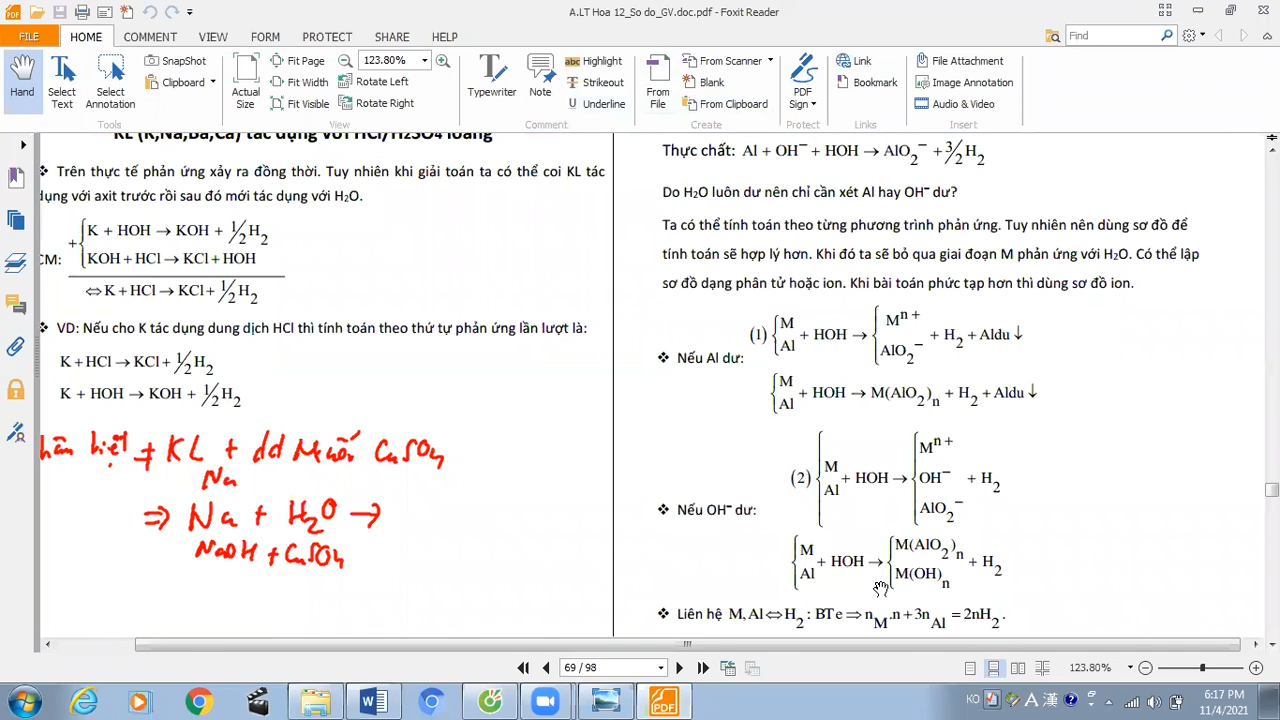 A.LT Hoa 12_So do_GV.doc.pdf - Foxit Reader
FILE HOME COMMENT VIEW FORM PROTECT SHARE HELP
Find
Hand
Select Text
Select Annotation
SnapShot
Clipboard
Tools
Actual Size
Fit Page
Fit Width
Fit Visible
123.80%
Rotate Left
Rotate Right
View
Typewriter
Note
Highlight
Strikeout
Underline
Comment
From File
From Scanner
Blank
From Clipboard
Create
PDF Sign
Protect
Link
Bookmark
Links
File Attachment
Image Annotation
Audio & Video
Insert
KL (K,Na,Ba,Ca) tác dụng với HCl/H2SO4 loãng
❖ Trên thực tế phản ứng xảy ra đồng thời. Tuy nhiên khi giải toán ta có thể coi KL tác
dụng với axit trước rồi sau đó mới tác dụng với H₂O.
K + HOH → KOH + 1/2H₂
CM: +
KOH + HCl → KCl + HOH
⇔ K + HCl → KCl + 1/2H₂
❖ VD: Nếu cho K tác dụng dung dịch HCl thì tính toán theo thứ tự phản ứng lần lượt là:
K + HCl → KCl + 1/2H₂
K + HOH → KOH + 1/2H₂
hân biệt + KL + dd Muối CuSO₄
Na
⇒ Na + H₂O →
NaOH + CuSO₄
Thực chất: Al + OH⁻ + HOH → AlO₂⁻ + 3/2H₂
Do H₂O luôn dư nên chỉ cần xét Al hay OH⁻ dư?
Ta có thể tính toán theo từng phương trình phản ứng. Tuy nhiên nên dùng sơ đồ để
tính toán sẽ hợp lý hơn. Khi đó ta sẽ bỏ qua giai đoạn M phản ứng với H₂O. Có thể lập
sơ đồ dạng phân tử hoặc ion. Khi bài toán phức tạp hơn thì dùng sơ đồ ion.
❖ Nếu Al dư:
(1) {M Al + HOH → {Mⁿ⁺ AlO₂⁻ + H₂ + Aldu ↓
{M Al + HOH → M(AlO₂)ₙ + H₂ + Aldu ↓
❖ Nếu OH⁻ dư:
(2) {M Al + HOH → {Mⁿ⁺ OH⁻ AlO₂⁻ + H₂
{M Al + HOH → {M(AlO₂)ₙ M(OH)ₙ + H₂
❖ Liên hệ M, Al ⇔ H₂ : BTe ⇒ n_M.n + 3n_Al = 2nH₂.
69 / 98
123.80%
KO
A 漢
6:17 PM
11/4/2021